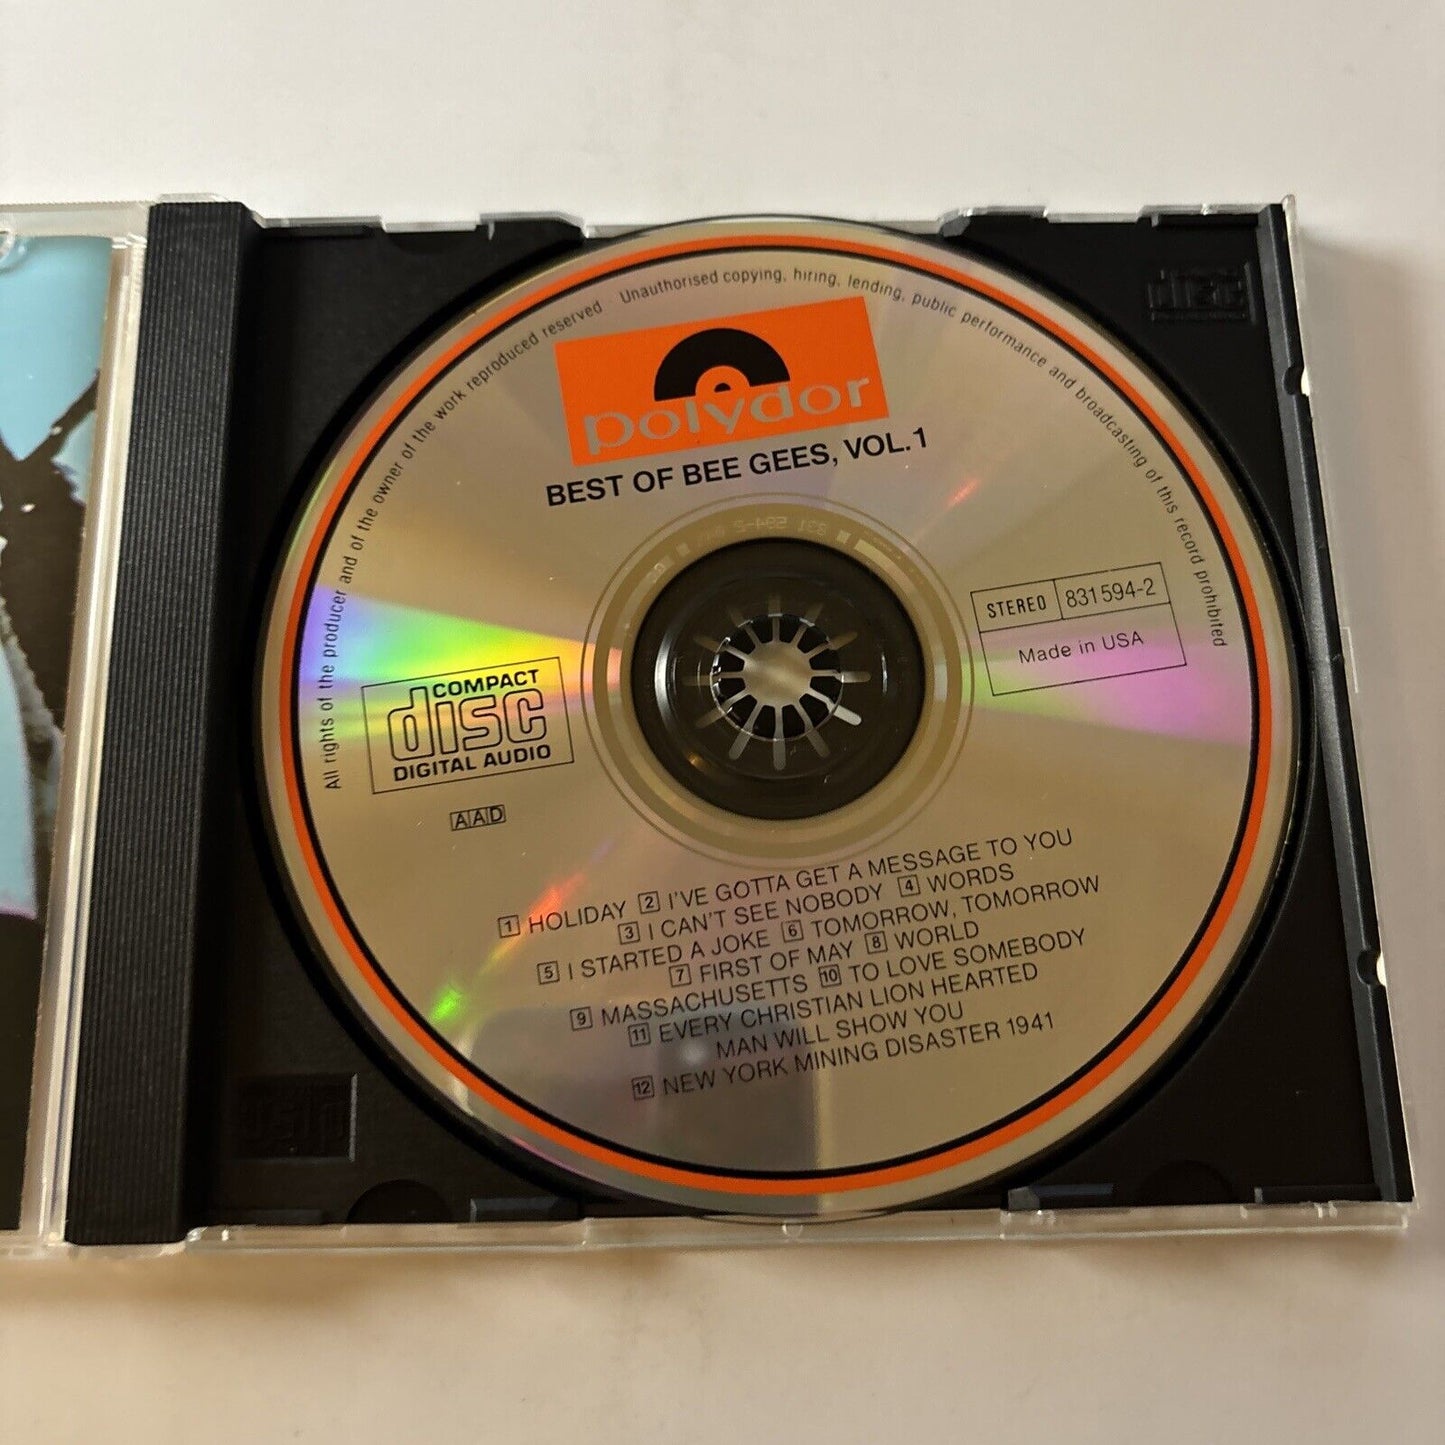 All rights of the producer and of the owner of the work reproduced reserved · Unauthorised copying, hiring, lending, public performance and broadcasting of this record prohibited
polydor
BEST OF BEE GEES, VOL. 1
STEREO 831 594-2
Made in USA
COMPACT
disc
DIGITAL AUDIO
AAD
1 HOLIDAY 2 I'VE GOTTA GET A MESSAGE TO YOU
3 I CAN'T SEE NOBODY 4 WORDS
5 I STARTED A JOKE 6 TOMORROW, TOMORROW
7 FIRST OF MAY 8 WORLD
9 MASSACHUSETTS 10 TO LOVE SOMEBODY
11 EVERY CHRISTIAN LION HEARTED
MAN WILL SHOW YOU
12 NEW YORK MINING DISASTER 1941